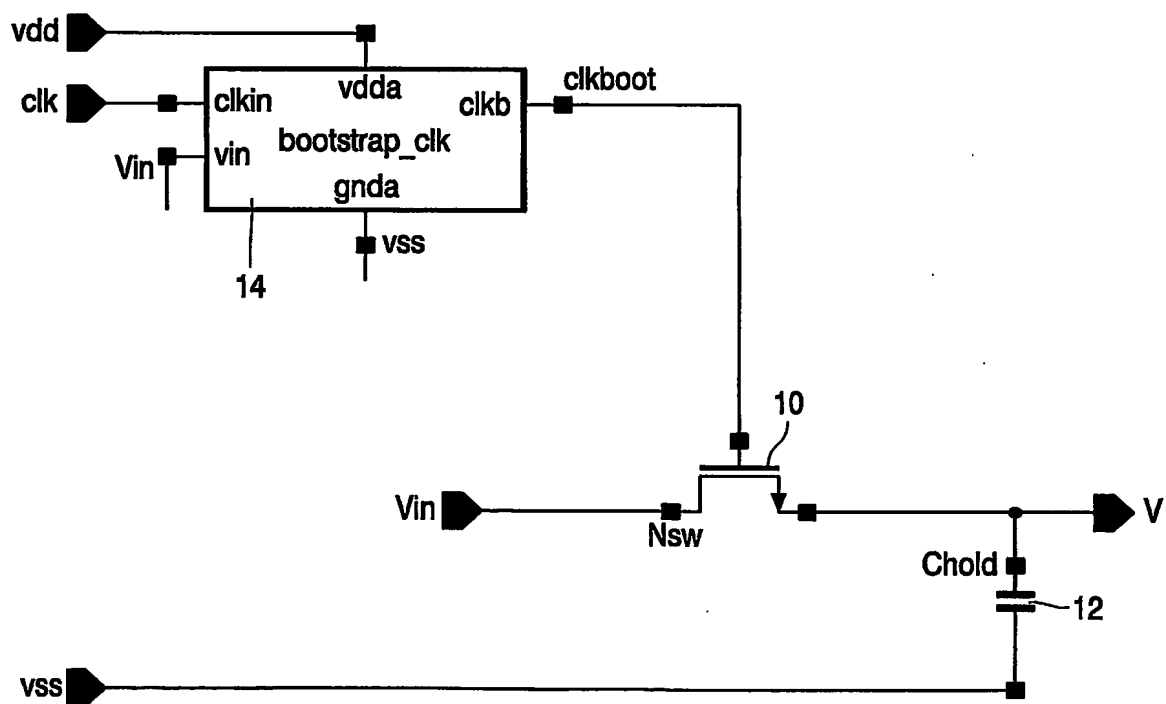 vdd
vdda
clk
clkin
clkb
clkboot
bootstrap_clk
Vin
vin
gnda
vss
14
10
Vin
Nsw
V
Chold
12
vss